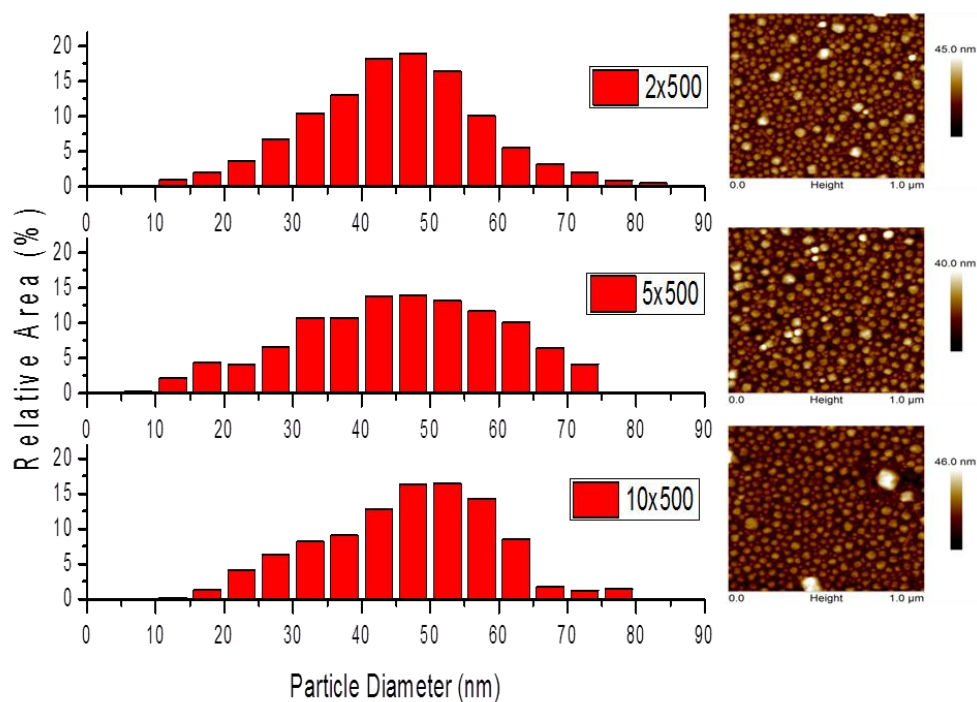 Relative Area (%)
20
15
10
5
0
2x500
0 10 20 30 40 50 60 70 80 90
45.0 nm
0.0 Height 1.0 µm
20
15
10
5
0
5x500
0 10 20 30 40 50 60 70 80 90
40.0 nm
0.0 Height 1.0 µm
20
15
10
5
0
10x500
0 10 20 30 40 50 60 70 80 90
46.0 nm
0.0 Height 1.0 µm
Particle Diameter (nm)